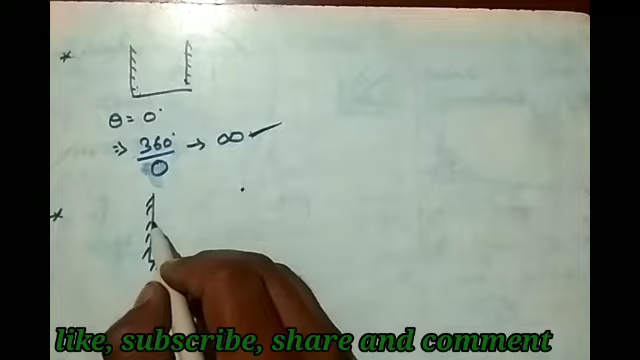 *
θ = 0°
⇒ 360°/0 → ∞ ✓
*
like, subscribe, share and comment